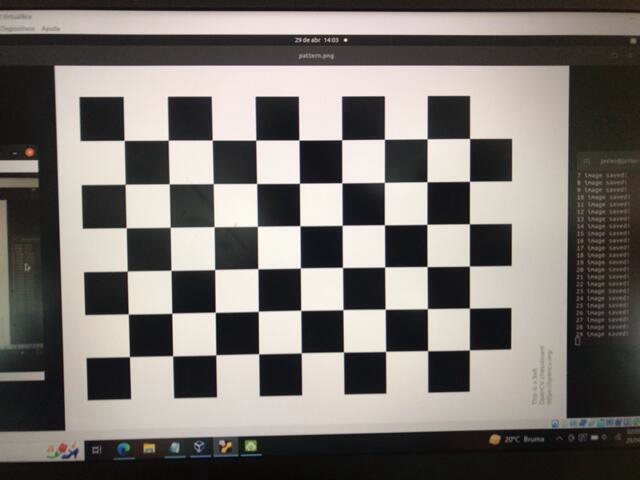 VirtualBox
Dispositivos Ayuda
29 de abr 14:03
pattern.png
7 image saved!
8 image saved!
9 image saved!
10 image saved!
11 image saved!
12 image saved!
13 image saved!
14 image saved!
15 image saved!
16 image saved!
17 image saved!
18 image saved!
19 image saved!
20 image saved!
21 image saved!
22 image saved!
23 image saved!
24 image saved!
25 image saved!
26 image saved!
27 image saved!
28 image saved!
29 image saved!
This is a 9x6
OpenCV chessboard
https://opencv.org/
20°C Bruma